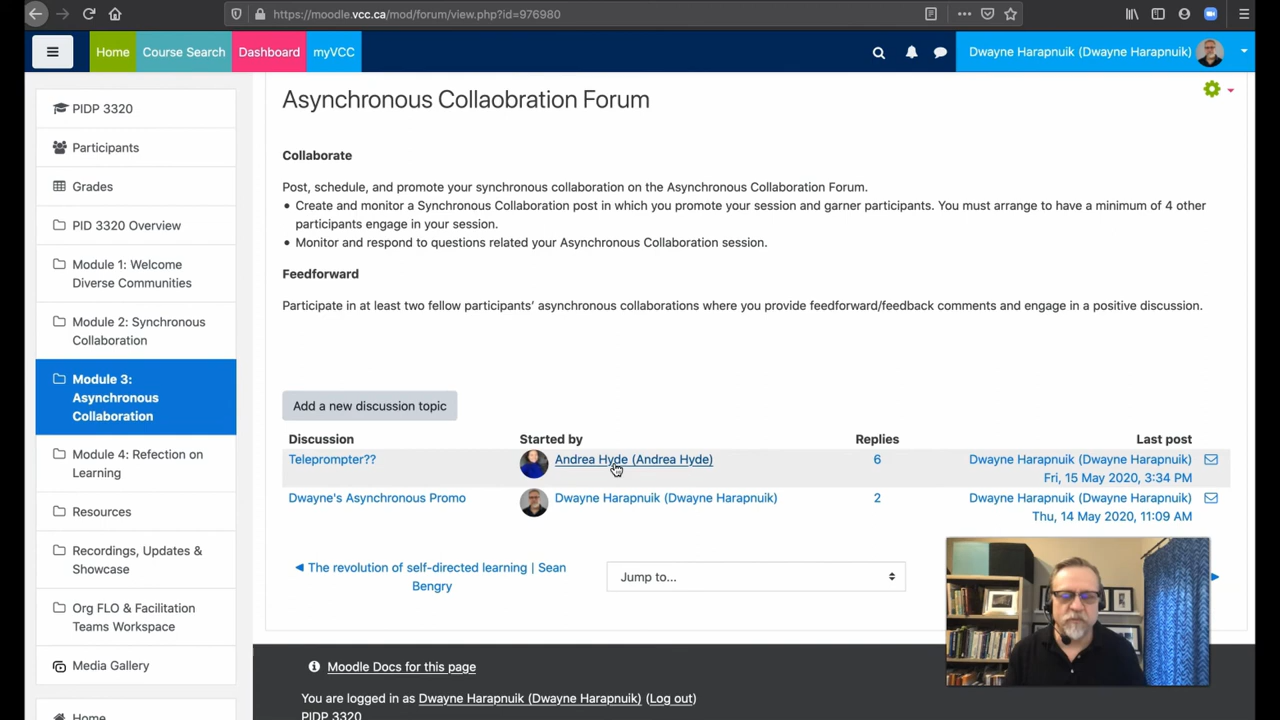 https://moodle.vcc.ca/mod/forum/view.php?id=976980
Home
Course Search
Dashboard
myVCC
Dwayne Harapnuik (Dwayne Harapnuik)
PIDP 3320
Participants
Grades
PID 3320 Overview
Module 1: Welcome
Diverse Communities
Module 2: Synchronous
Collaboration
Module 3:
Asynchronous
Collaboration
Module 4: Refection on
Learning
Resources
Recordings, Updates &
Showcase
Org FLO & Facilitation
Teams Workspace
Media Gallery
Home
Asynchronous Collaobration Forum
Collaborate
Post, schedule, and promote your synchronous collaboration on the Asynchronous Collaboration Forum.
• Create and monitor a Synchronous Collaboration post in which you promote your session and garner participants. You must arrange to have a minimum of 4 other
participants engage in your session.
• Monitor and respond to questions related your Asynchronous Collaboration session.
Feedforward
Participate in at least two fellow participants’ asynchronous collaborations where you provide feedforward/feedback comments and engage in a positive discussion.
Add a new discussion topic
Discussion Started by Replies Last post
Teleprompter?? Andrea Hyde (Andrea Hyde) 6 Dwayne Harapnuik (Dwayne Harapnuik)
Fri, 15 May 2020, 3:34 PM
Dwayne's Asynchronous Promo Dwayne Harapnuik (Dwayne Harapnuik) 2 Dwayne Harapnuik (Dwayne Harapnuik)
Thu, 14 May 2020, 11:09 AM
◀ The revolution of self-directed learning | Sean
Bengry
Jump to...
Moodle Docs for this page
You are logged in as Dwayne Harapnuik (Dwayne Harapnuik) (Log out)
PIDP 3320